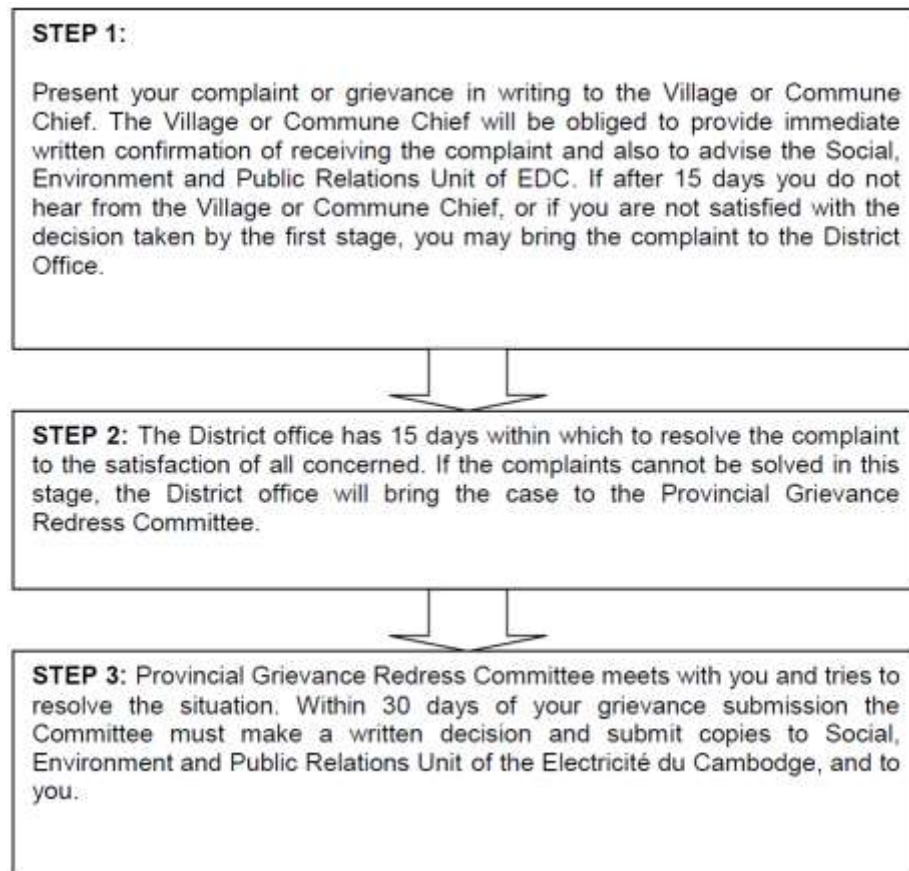 STEP 1:
Present your complaint or grievance in writing to the Village or Commune
Chief. The Village or Commune Chief will be obliged to provide immediate
written confirmation of receiving the complaint and also to advise the Social,
Environment and Public Relations Unit of EDC. If after 15 days you do not
hear from the Village or Commune Chief, or if you are not satisfied with the
decision taken by the first stage, you may bring the complaint to the District
Office.
STEP 2: The District office has 15 days within which to resolve the complaint
to the satisfaction of all concerned. If the complaints cannot be solved in this
stage, the District office will bring the case to the Provincial Grievance
Redress Committee.
STEP 3: Provincial Grievance Redress Committee meets with you and tries to
resolve the situation. Within 30 days of your grievance submission the
Committee must make a written decision and submit copies to Social,
Environment and Public Relations Unit of the Electricité du Cambodge, and to
you.